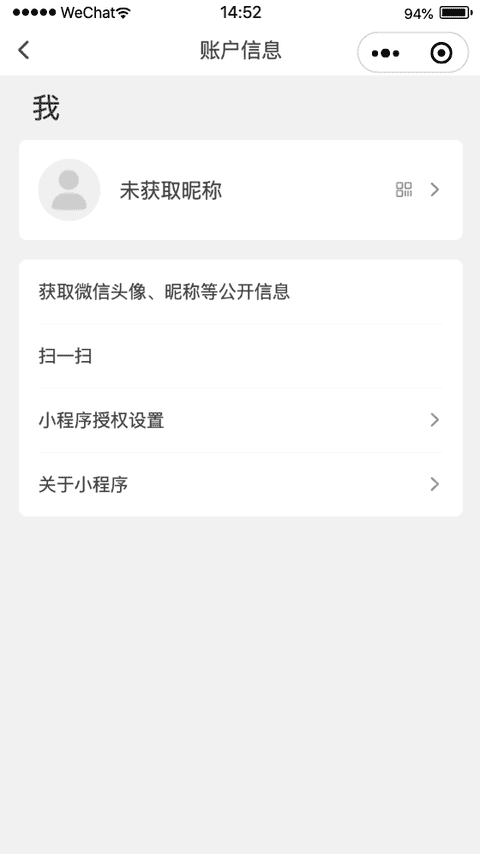 WeChat 14:52 94%
账户信息
我
未获取昵称
获取微信头像、昵称等公开信息
扫一扫
小程序授权设置
关于小程序